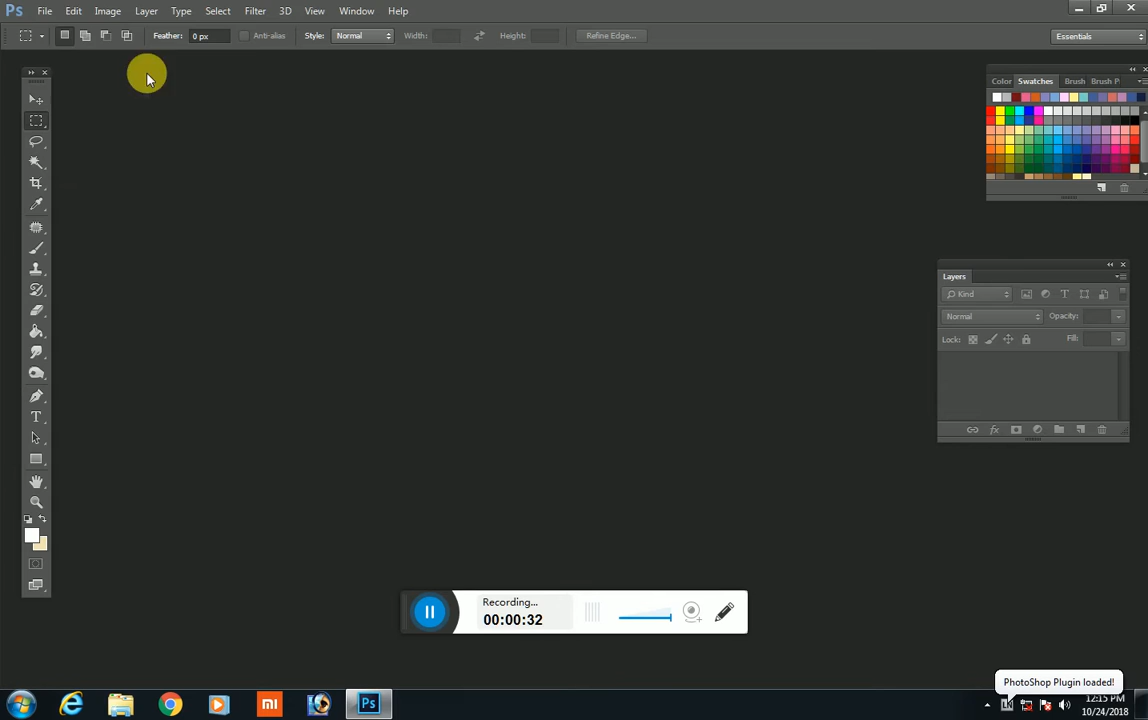 Ps File Edit Image Layer Type Select Filter 3D View Window Help
Feather: 0 px Anti-alias Style: Normal Width: Height: Refine Edge... Essentials
Color Swatches Brush Brush P
Layers
Kind
Normal Opacity:
Lock: Fill:
Recording...
00:00:32
PhotoShop Plugin loaded!
12:15 PM
10/24/2018